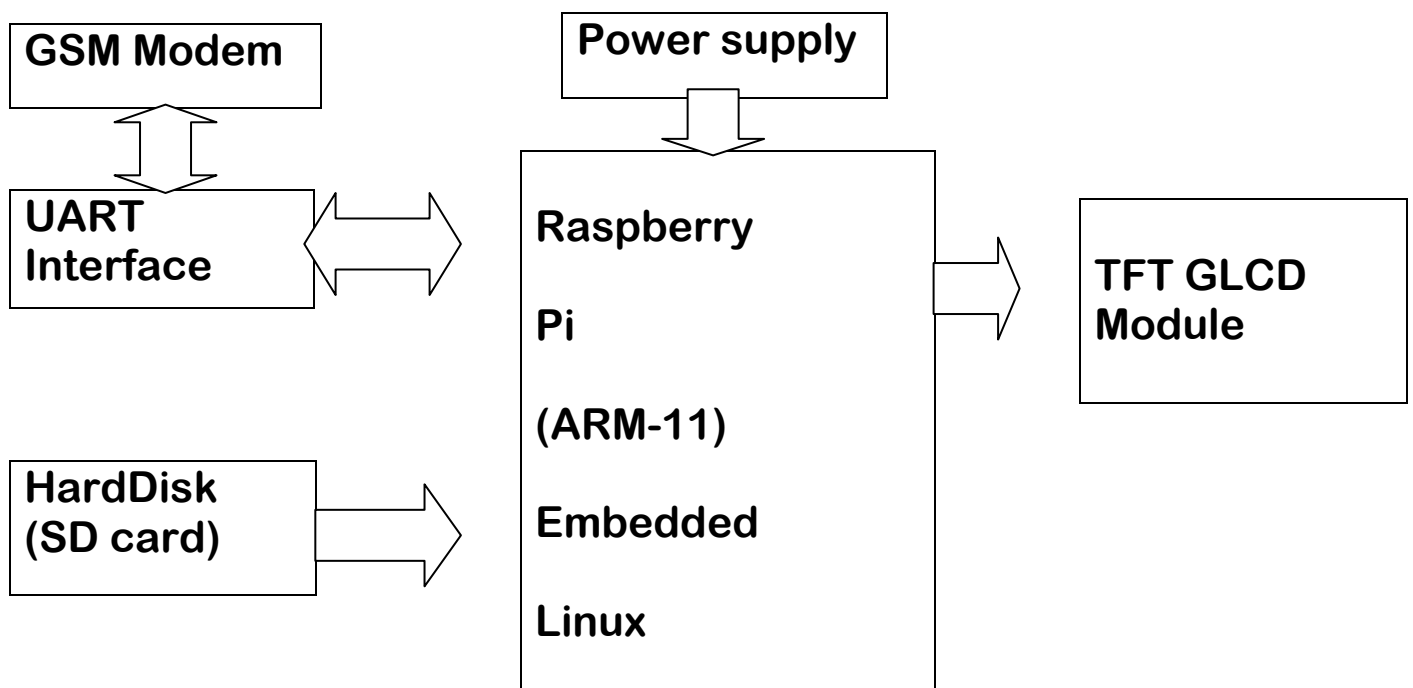 GSM Modem
Power supply
UART
Interface
Raspberry
Pi
(ARM-11)
Embedded
Linux
TFT GLCD
Module
HardDisk
(SD card)